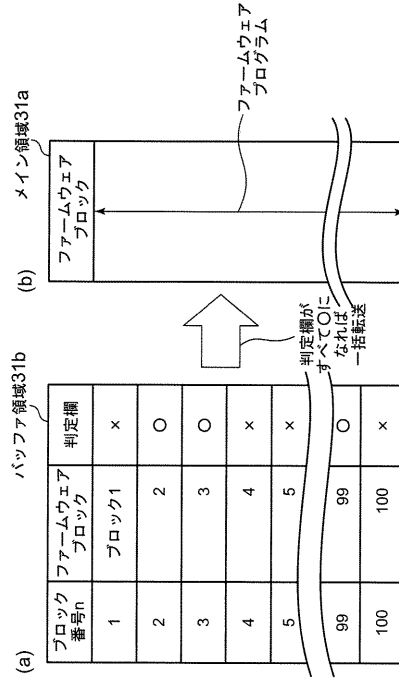 (a)
バッファ領域31b
ブロック
番号n
ファームウェア
ブロック
判定欄
1 ブロック1 ×
2 2 〇
3 3 〇
4 4 ×
5 5 ×
99 99 〇
100 100 ×
判定欄が
すべて〇に
なれば
一括転送
(b)
メイン領域31a
ファームウェア
ブロック
ファームウェア
プログラム